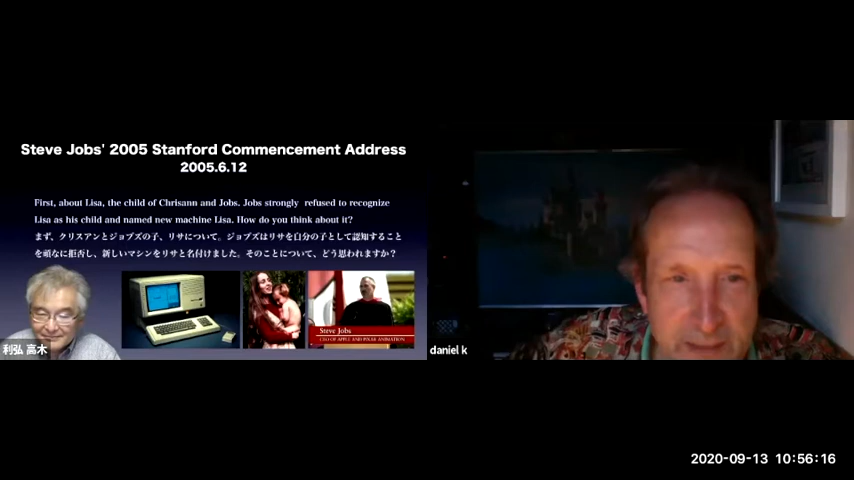 Steve Jobs' 2005 Stanford Commencement Address
2005.6.12
First, about Lisa, the child of Chrisann and Jobs. Jobs strongly refused to recognize
Lisa as his child and named new machine Lisa. How do you think about it?
まず、クリスアンとジョブズの子、リサについて。ジョブズはリサを自分の子として認知すること
を頑なに拒否し、新しいマシンをリサと名付けました。そのことについて、どう思われますか？
Steve Jobs
CEO OF APPLE AND PIXAR ANIMATION
利弘 高木
daniel k
2020-09-13 10:56:16